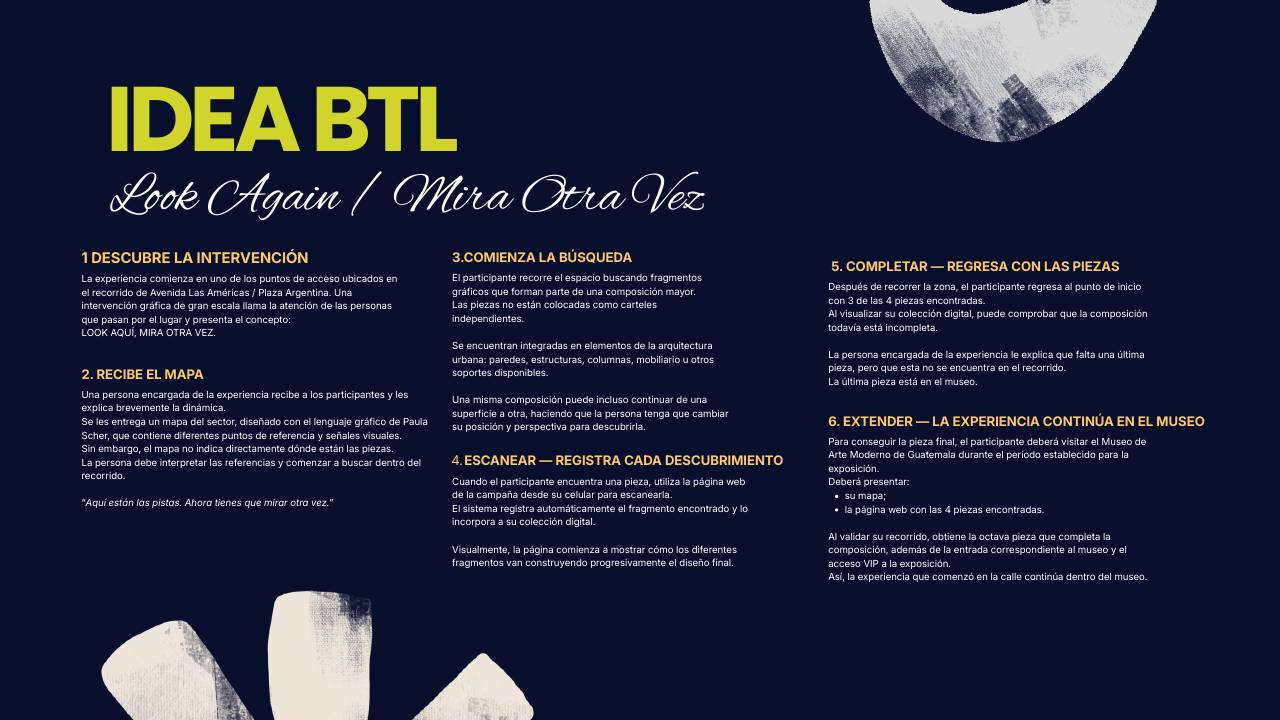 IDEA BTL
Look Again / Mira Otra Vez
1 DESCUBRE LA INTERVENCIÓN
La experiencia comienza en uno de los puntos de acceso ubicados en
el recorrido de Avenida Las Américas / Plaza Argentina. Una
intervención gráfica de gran escala llama la atención de las personas
que pasan por el lugar y presenta el concepto:
LOOK AQUÍ, MIRA OTRA VEZ.
2. RECIBE EL MAPA
Una persona encargada de la experiencia recibe a los participantes y les
explica brevemente la dinámica.
Se les entrega un mapa del sector, diseñado con el lenguaje gráfico de Paula
Scher, que contiene diferentes puntos de referencia y señales visuales.
Sin embargo, el mapa no indica directamente dónde están las piezas.
La persona debe interpretar las referencias y comenzar a buscar dentro del
recorrido.
"Aquí están las pistas. Ahora tienes que mirar otra vez."
3.COMIENZA LA BÚSQUEDA
El participante recorre el espacio buscando fragmentos
gráficos que forman parte de una composición mayor.
Las piezas no están colocadas como carteles
independientes.
Se encuentran integradas en elementos de la arquitectura
urbana: paredes, estructuras, columnas, mobiliario u otros
soportes disponibles.
Una misma composición puede incluso continuar de una
superficie a otra, haciendo que la persona tenga que cambiar
su posición y perspectiva para descubrirla.
4. ESCANEAR — REGISTRA CADA DESCUBRIMIENTO
Cuando el participante encuentra una pieza, utiliza la página web
de la campaña desde su celular para escanearla.
El sistema registra automáticamente el fragmento encontrado y lo
incorpora a su colección digital.
Visualmente, la página comienza a mostrar cómo los diferentes
fragmentos van construyendo progresivamente el diseño final.
5. COMPLETAR — REGRESA CON LAS PIEZAS
Después de recorrer la zona, el participante regresa al punto de inicio
con 3 de las 4 piezas encontradas.
Al visualizar su colección digital, puede comprobar que la composición
todavía está incompleta.
La persona encargada de la experiencia le explica que falta una última
pieza, pero que esta no se encuentra en el recorrido.
La última pieza está en el museo.
6. EXTENDER — LA EXPERIENCIA CONTINÚA EN EL MUSEO
Para conseguir la pieza final, el participante deberá visitar el Museo de
Arte Moderno de Guatemala durante el período establecido para la
exposición.
Deberá presentar:
• su mapa;
• la página web con las 4 piezas encontradas.
Al validar su recorrido, obtiene la octava pieza que completa la
composición, además de la entrada correspondiente al museo y el
acceso VIP a la exposición.
Así, la experiencia que comenzó en la calle continúa dentro del museo.